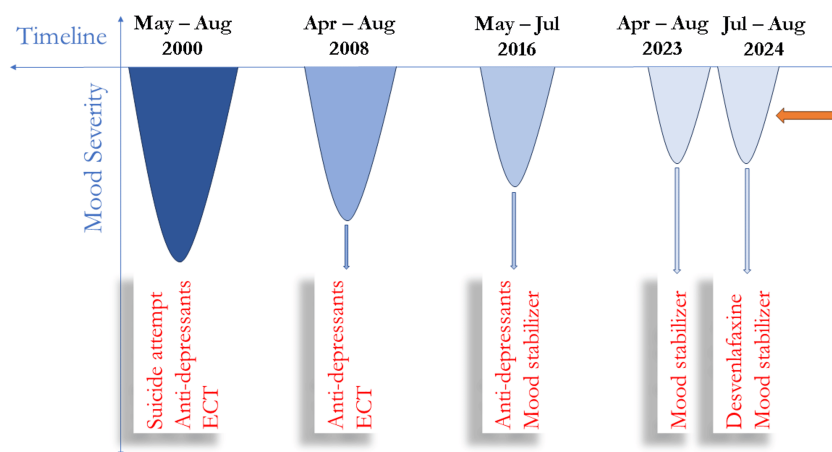 Timeline
May – Aug
2000
Apr – Aug
2008
May – Jul
2016
Apr – Aug
2023
Jul – Aug
2024
Mood Severity
Suicide attempt
Anti-depressants
ECT
Anti-depressants
ECT
Anti-depressants
Mood stabilizer
Mood stabilizer
Desvenlafaxine
Mood stabilizer